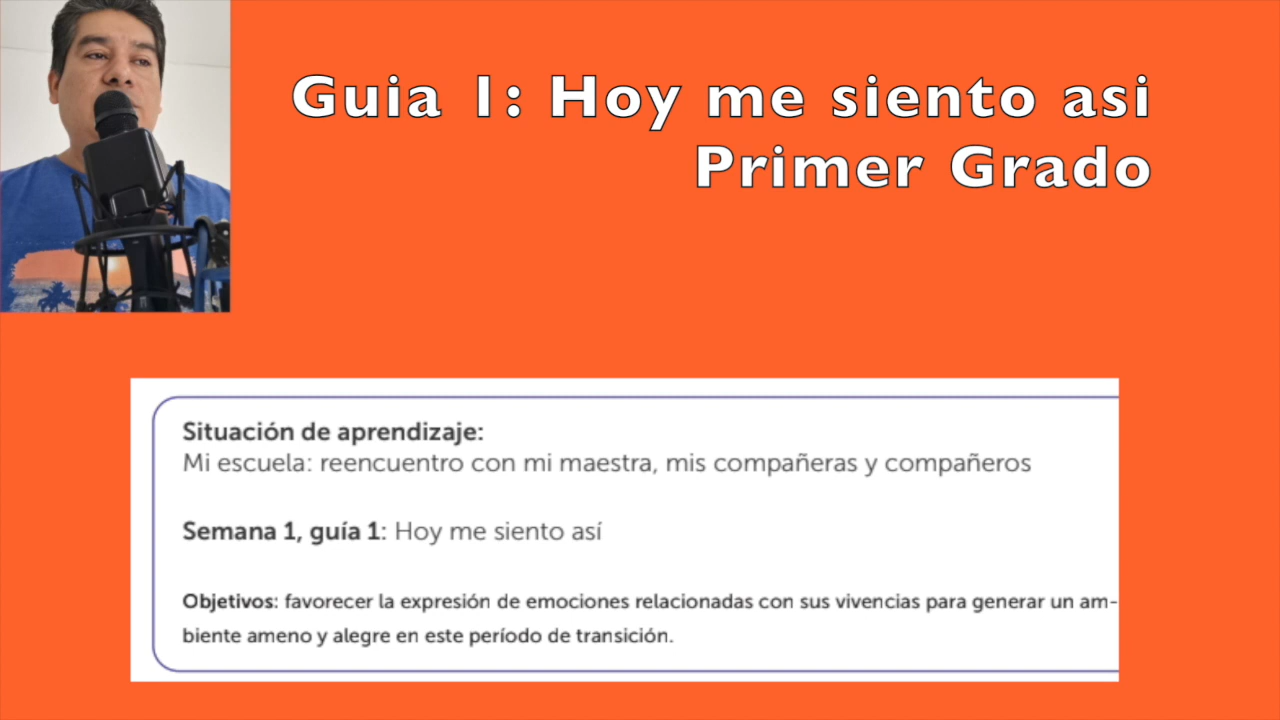 Guia 1: Hoy me siento asi
Primer Grado
Situación de aprendizaje:
Mi escuela: reencuentro con mi maestra, mis compañeras y compañeros
Semana 1, guía 1: Hoy me siento así
Objetivos: favorecer la expresión de emociones relacionadas con sus vivencias para generar un am-
biente ameno y alegre en este período de transición.